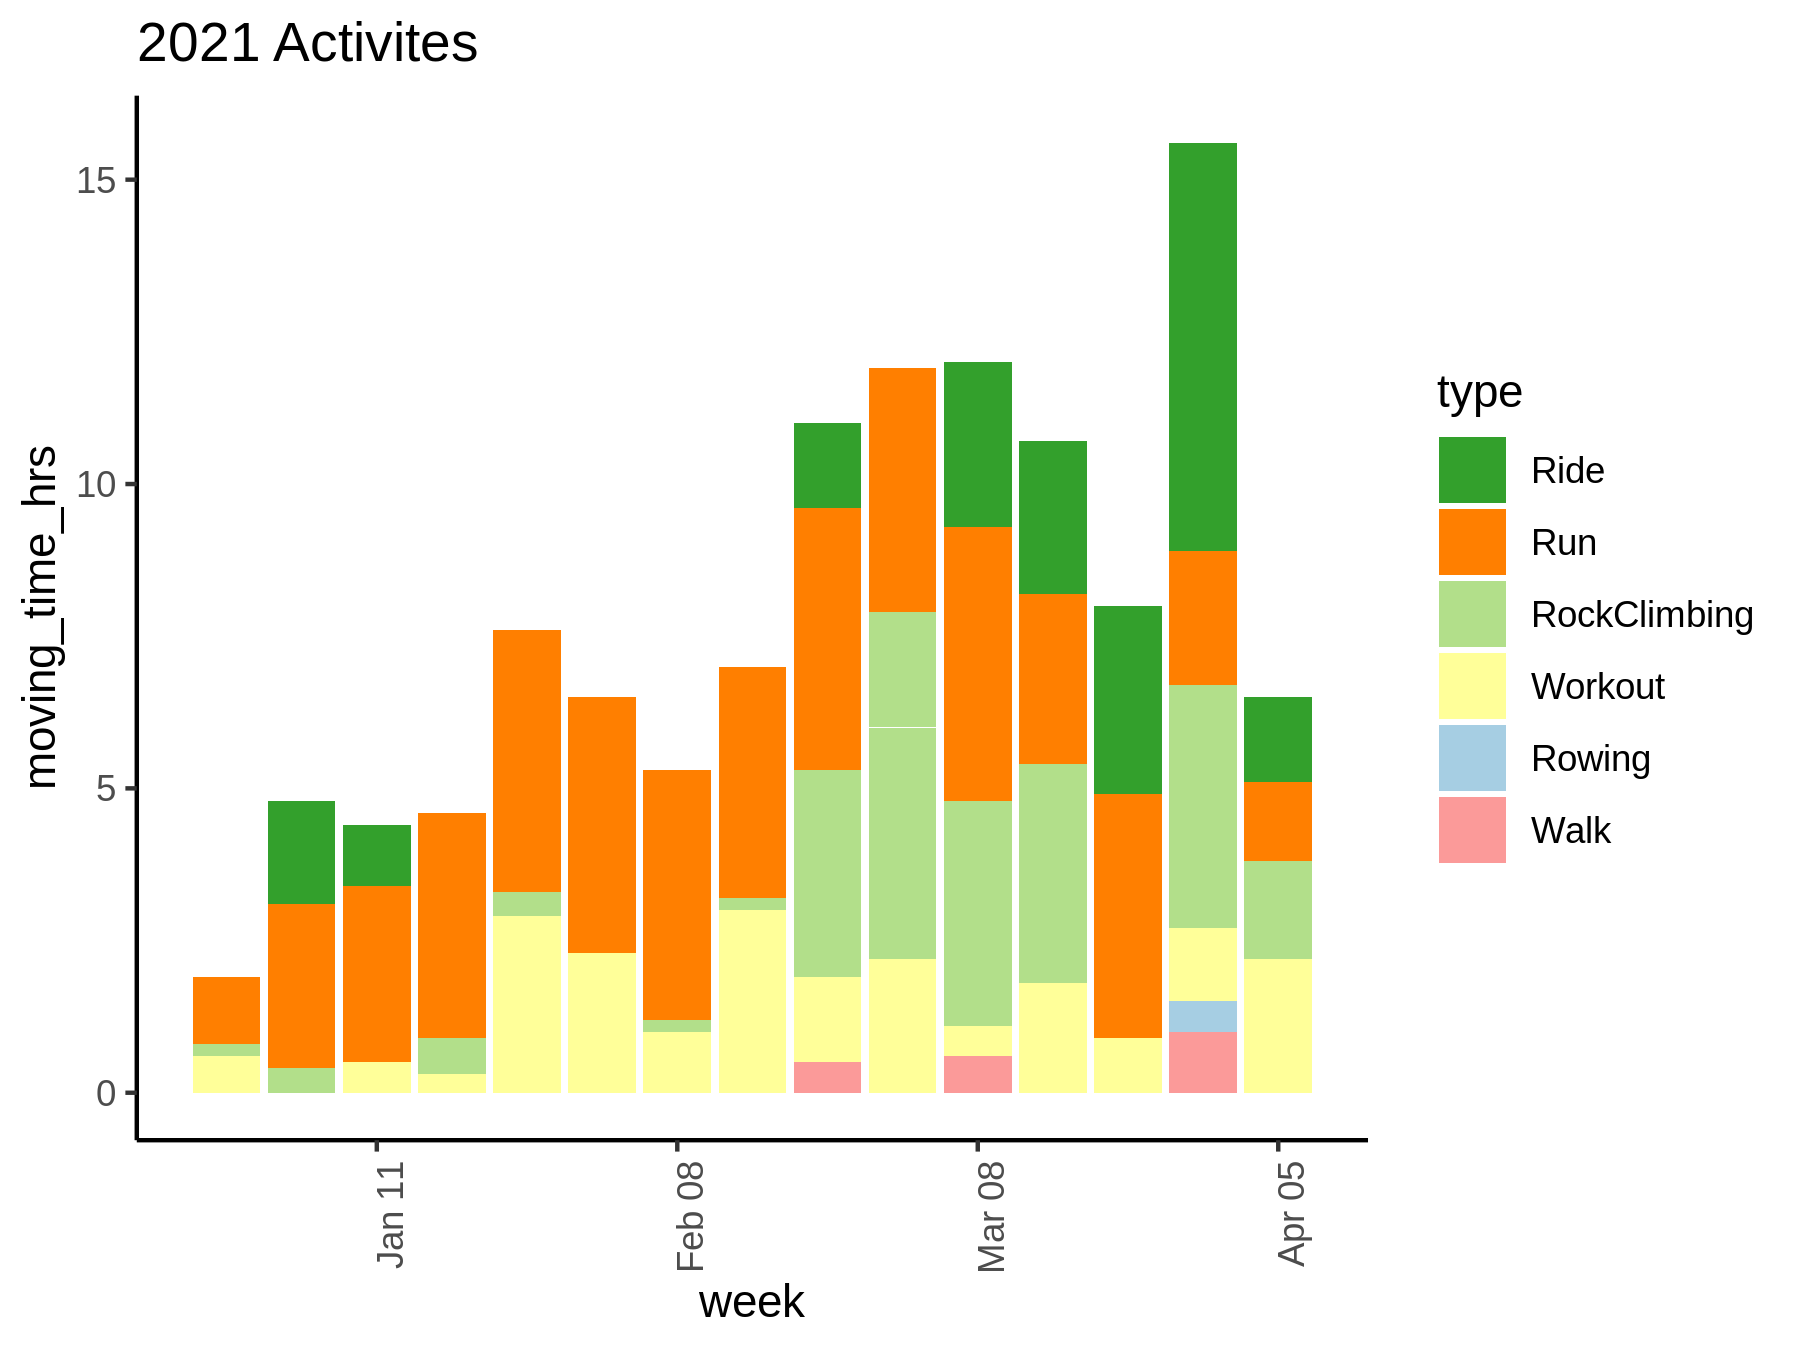 2021 Activites
moving_time_hrs
15
10
5
0
Jan 11
Feb 08
Mar 08
Apr 05
week
type
Ride
Run
RockClimbing
Workout
Rowing
Walk